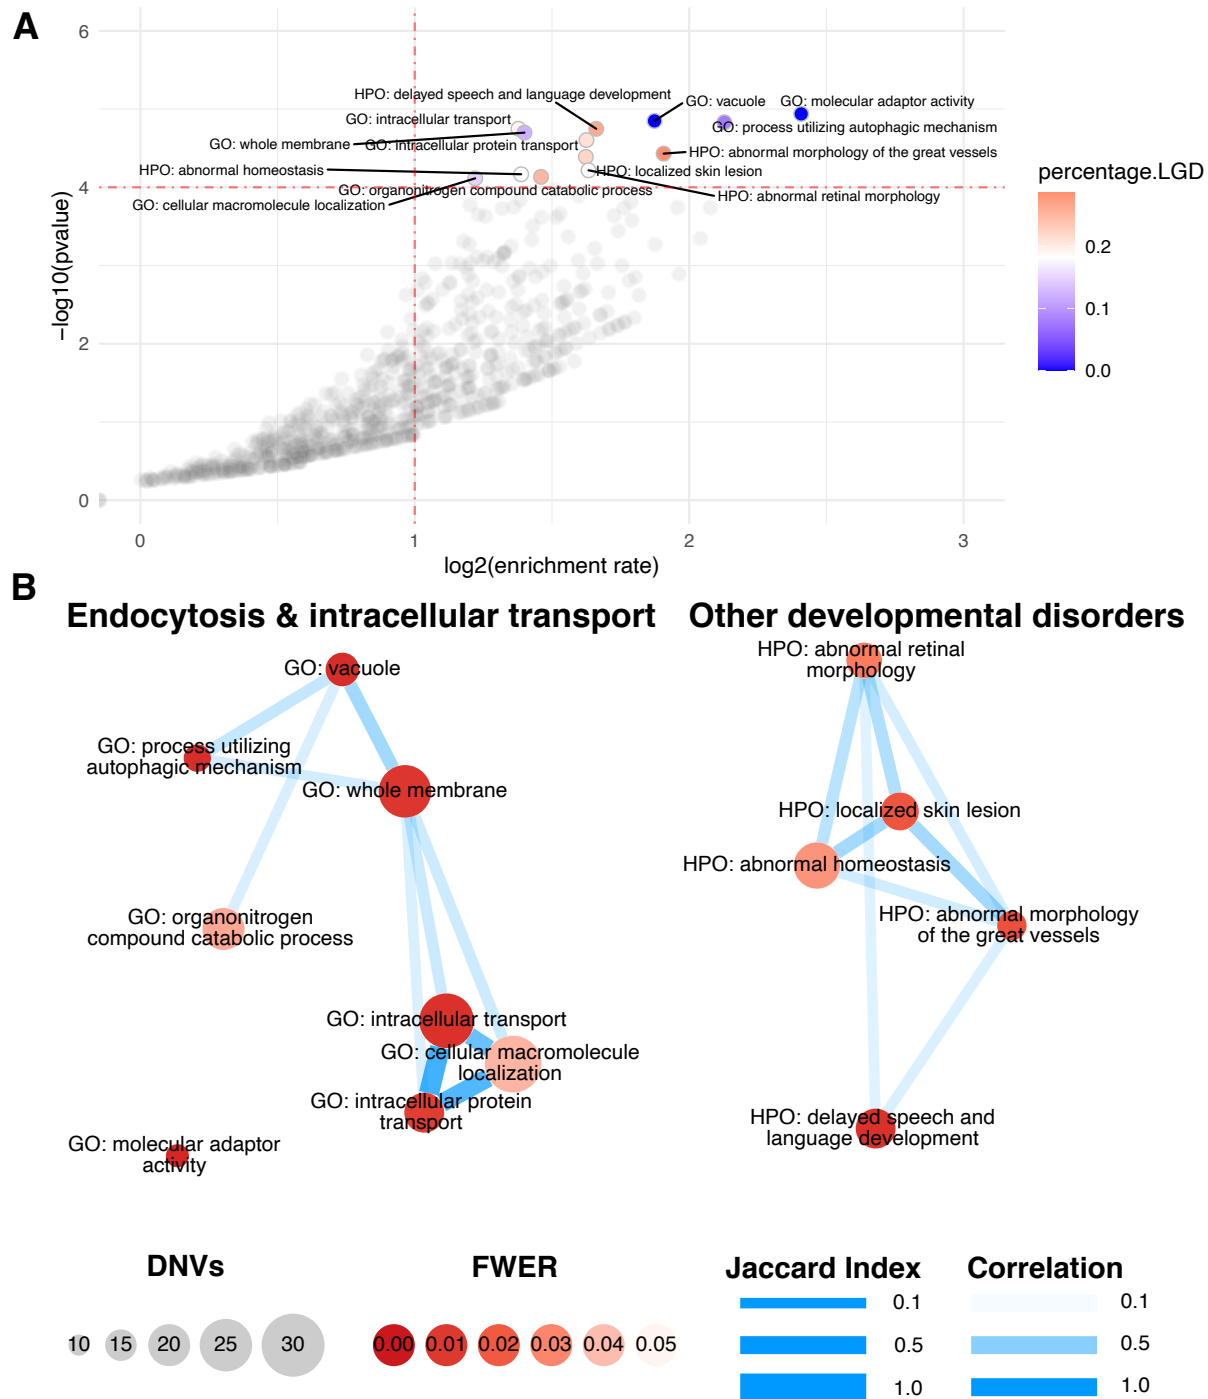 A
6
4
2
0
−log10(pvalue)
HPO: delayed speech and language development
GO: vacuole
GO: molecular adaptor activity
GO: intracellular transport
GO: process utilizing autophagic mechanism
GO: whole membrane
GO: intracellular protein transport
HPO: abnormal morphology of the great vessels
HPO: abnormal homeostasis
HPO: localized skin lesion
GO: organonitrogen compound catabolic process
HPO: abnormal retinal morphology
GO: cellular macromolecule localization
0
1
2
3
log2(enrichment rate)
percentage.LGD
0.2
0.1
0.0
B
Endocytosis & intracellular transport
GO: vacuole
GO: process utilizing
autophagic mechanism
GO: whole membrane
GO: organonitrogen
compound catabolic process
GO: intracellular transport
GO: cellular macromolecule
localization
GO: intracellular protein
transport
GO: molecular adaptor
activity
Other developmental disorders
HPO: abnormal retinal
morphology
HPO: localized skin lesion
HPO: abnormal homeostasis
HPO: abnormal morphology
of the great vessels
HPO: delayed speech and
language development
DNVs
10 15 20 25 30
FWER
0.00 0.01 0.02 0.03 0.04 0.05
Jaccard Index
0.1
0.5
1.0
Correlation
0.1
0.5
1.0